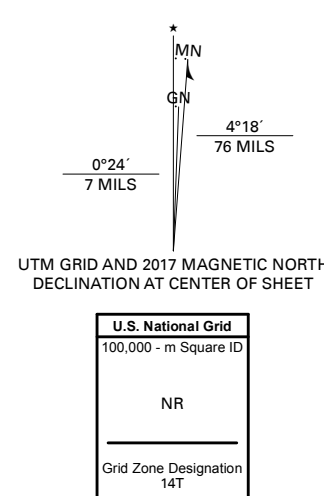 ★
MN
GN
4°18´
76 MILS
0°24´
7 MILS
UTM GRID AND 2017 MAGNETIC NORTH
DECLINATION AT CENTER OF SHEET
U.S. National Grid
100,000 - m Square ID
NR
Grid Zone Designation
14T